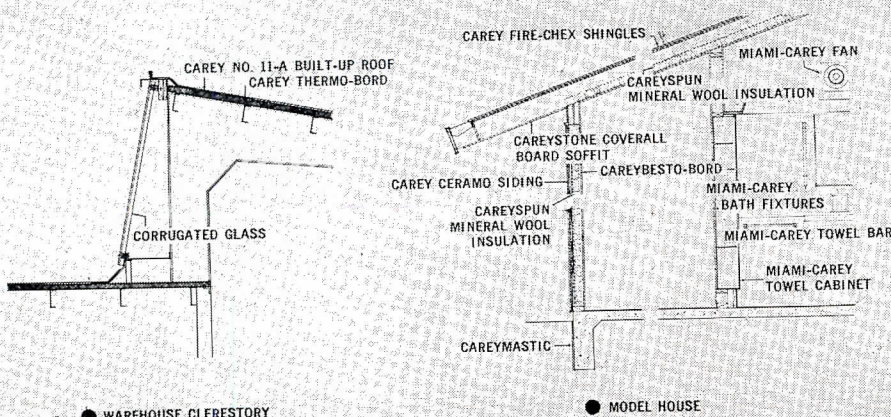 CAREY NO. 11-A BUILT-UP ROOF
CAREY THERMO-BORD
CORRUGATED GLASS
WAREHOUSE CLERESTORY
CAREY FIRE-CHEX SHINGLES
MIAMI-CAREY FAN
CAREYSPUN
MINERAL WOOL INSULATION
CAREYSTONE COVERALL
BOARD SOFFIT
CAREYBESTO-BORD
CAREY CERAMO SIDING
MIAMI-CAREY
BATH FIXTURES
CAREYSPUN
MINERAL WOOL
INSULATION
MIAMI-CAREY TOWEL BAR
MIAMI-CAREY
TOWEL CABINET
CAREYMASTIC
MODEL HOUSE